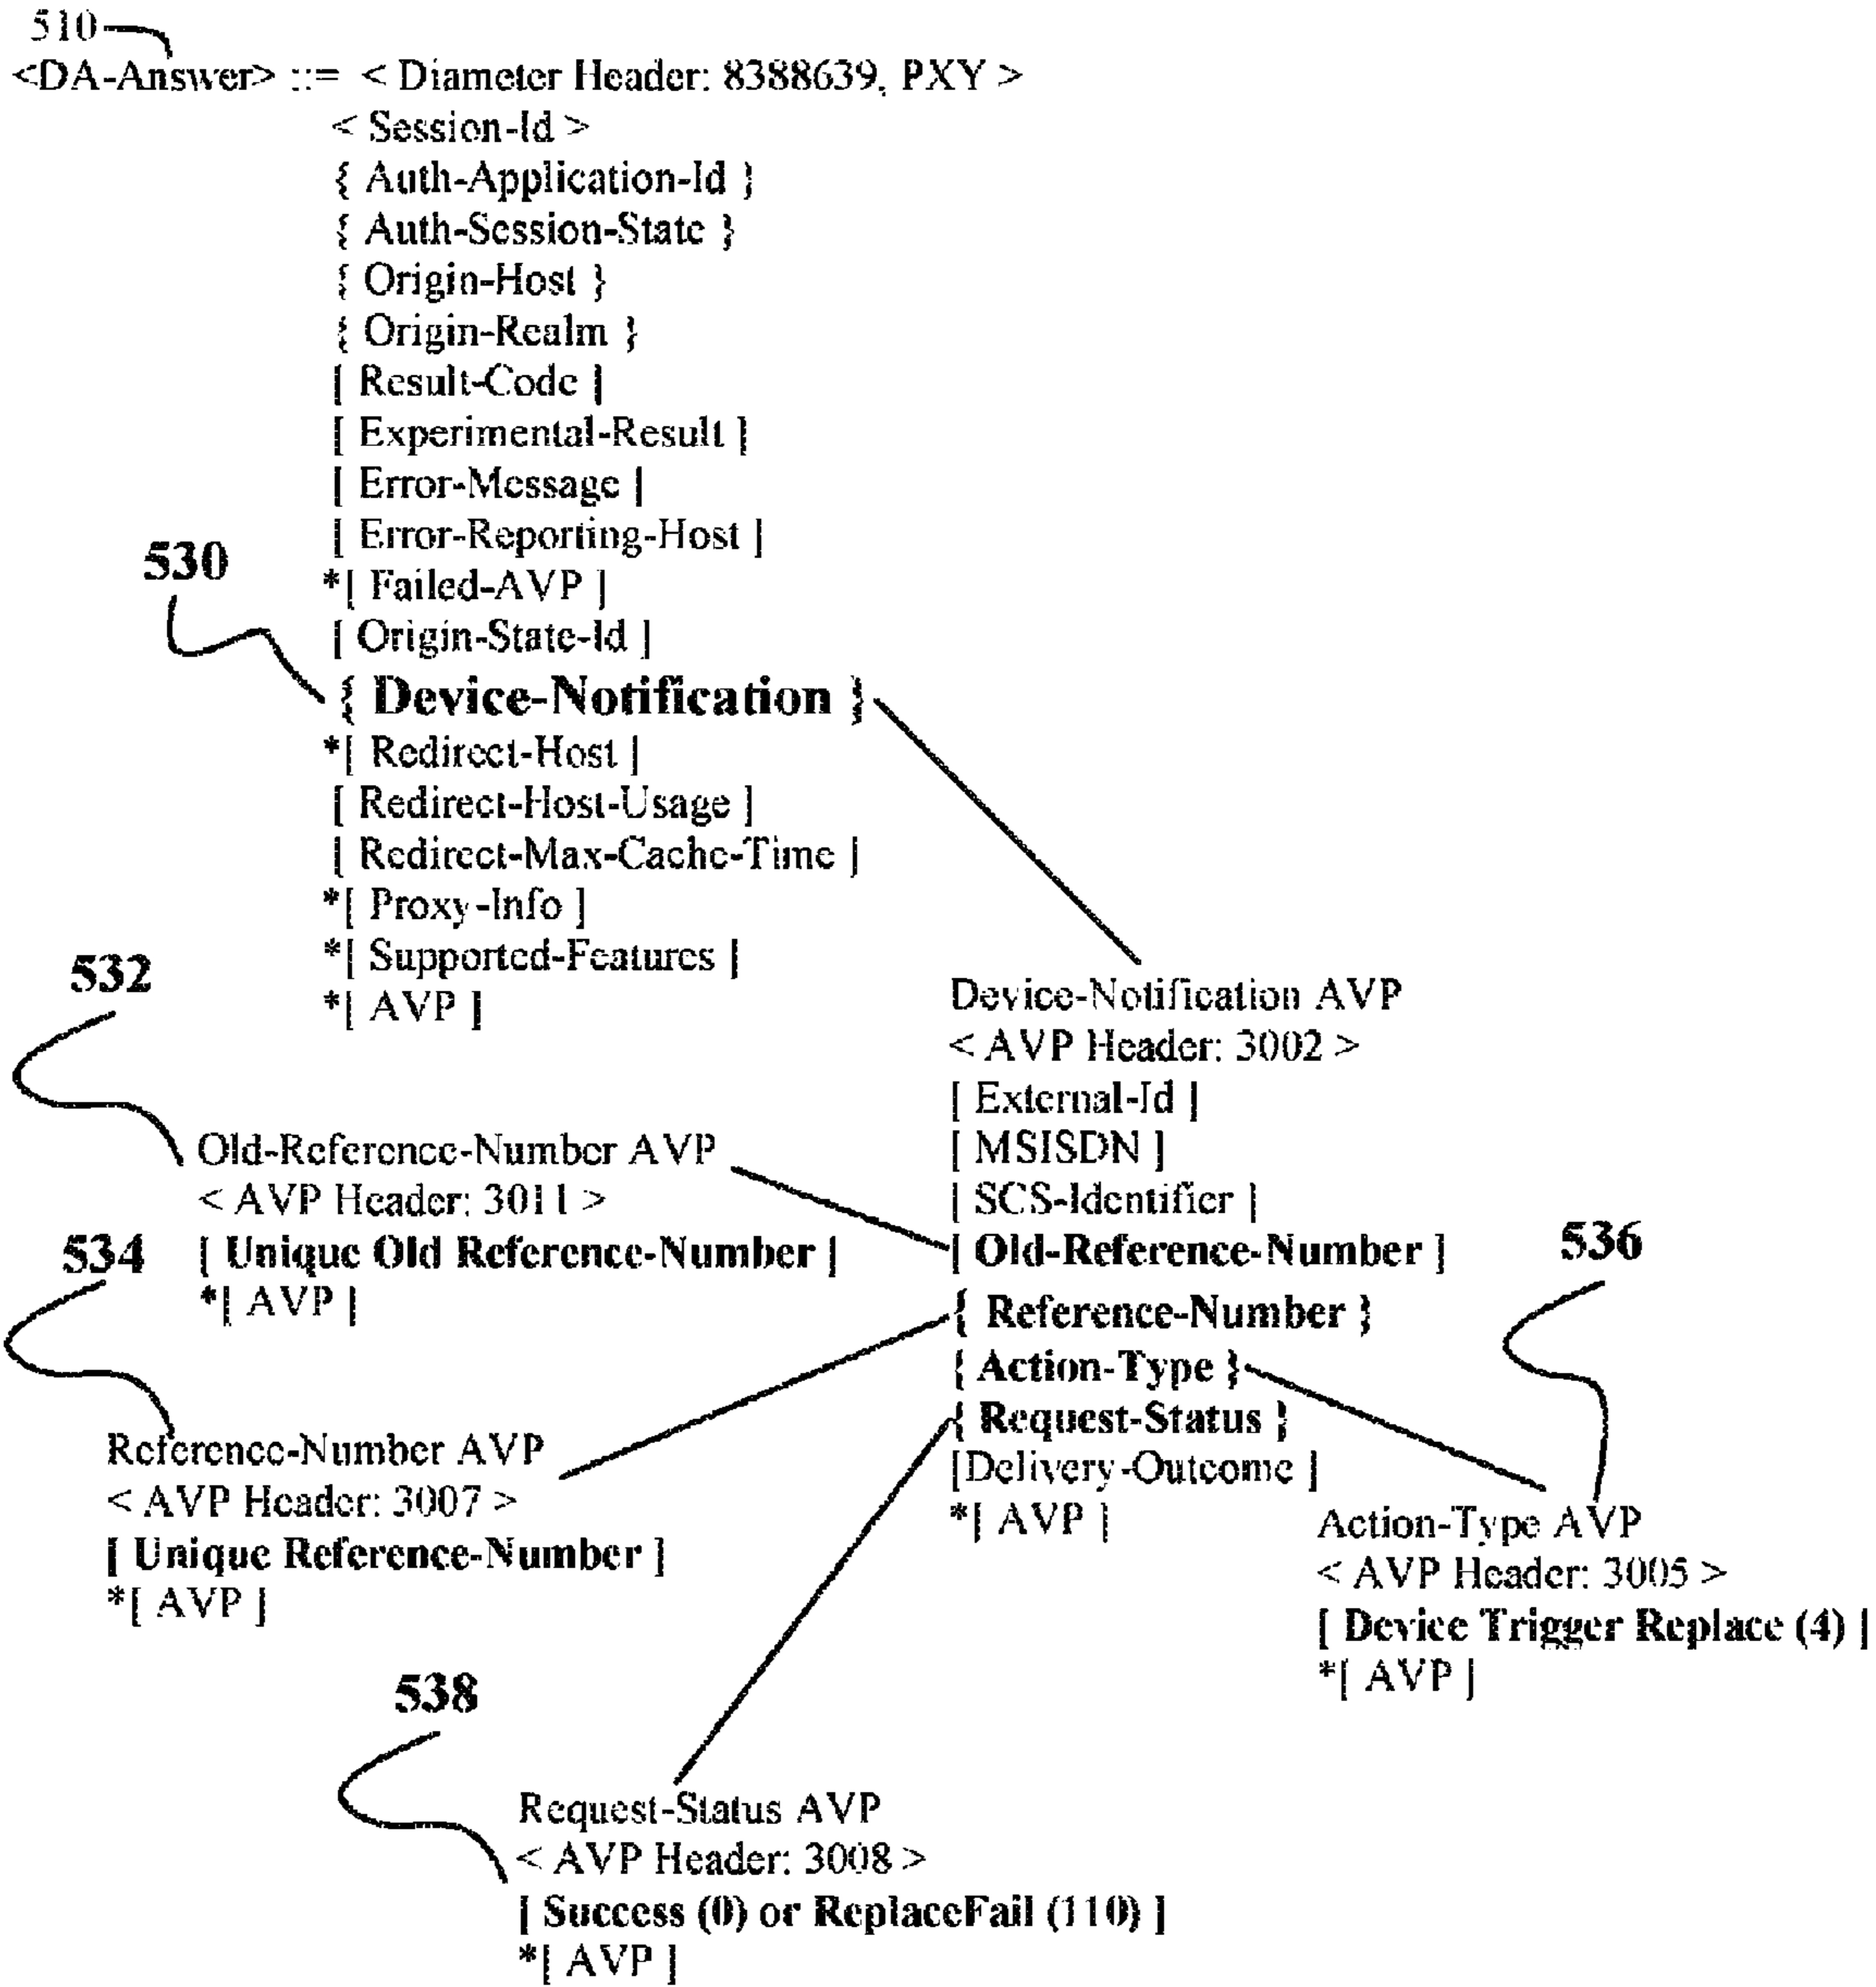 510
<DA-Answer> ::= < Diameter Header: 8388639, PXY >
< Session-Id >
{ Auth-Application-Id }
{ Auth-Session-State }
{ Origin-Host }
{ Origin-Realm }
[ Result-Code ]
[ Experimental-Result ]
[ Error-Message ]
[ Error-Reporting-Host ]
530
*[ Failed-AVP ]
[ Origin-State-Id ]
{ Device-Notification }
*[ Redirect-Host ]
[ Redirect-Host-Usage ]
[ Redirect-Max-Cache-Time ]
*[ Proxy-Info ]
*[ Supported-Features ]
*[ AVP ]
Device-Notification AVP
< AVP Header: 3002 >
[ External-Id ]
[ MSISDN ]
[ SCS-Identifier ]
[ Old-Reference-Number ]
{ Reference-Number }
{ Action-Type }
{ Request-Status }
[Delivery-Outcome ]
*[ AVP ]
532
Old-Reference-Number AVP
< AVP Header: 3011 >
[ Unique Old Reference-Number ]
*[ AVP ]
534
Reference-Number AVP
< AVP Header: 3007 >
[ Unique Reference-Number ]
*[ AVP ]
536
Action-Type AVP
< AVP Header: 3005 >
[ Device Trigger Replace (4) ]
*[ AVP ]
538
Request-Status AVP
< AVP Header: 3008 >
[ Success (0) or ReplaceFail (110) ]
*[ AVP ]